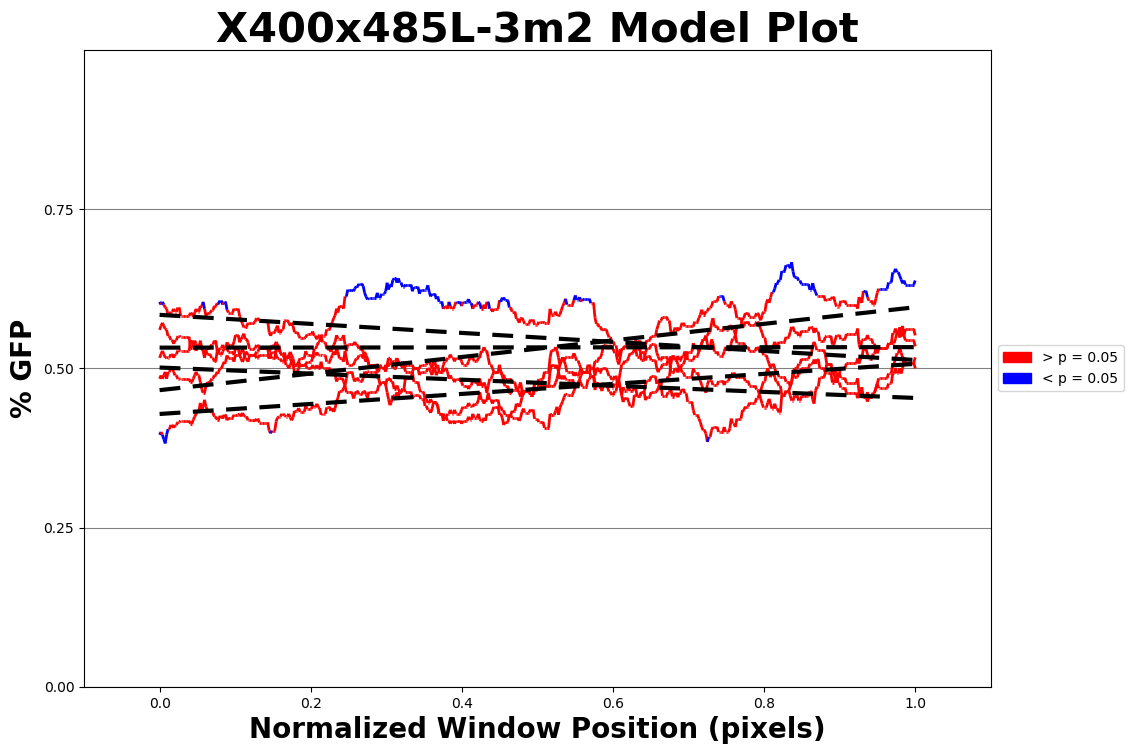 X400x485L-3m2 Model Plot
% GFP
0.75
0.50
0.25
0.00
0.0 0.2 0.4 0.6 0.8 1.0
Normalized Window Position (pixels)
> p = 0.05
< p = 0.05